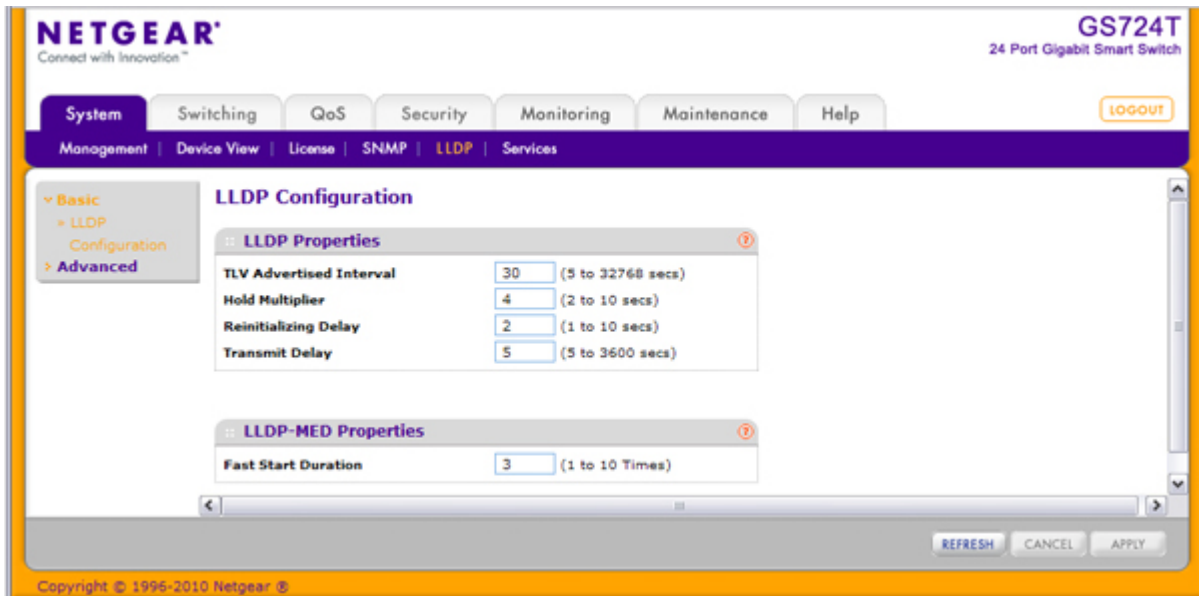 NETGEAR®
Connect with Innovation™
GS724T
24 Port Gigabit Smart Switch
System Switching QoS Security Monitoring Maintenance Help LOGOUT
Management | Device View | License | SNMP | LLDP | Services
Basic
LLDP
Configuration
Advanced
LLDP Configuration
LLDP Properties ?
TLV Advertised Interval 30 (5 to 32768 secs)
Hold Multiplier 4 (2 to 10 secs)
Reinitializing Delay 2 (1 to 10 secs)
Transmit Delay 5 (5 to 3600 secs)
LLDP-MED Properties ?
Fast Start Duration 3 (1 to 10 Times)
REFRESH CANCEL APPLY
Copyright © 1996-2010 Netgear ®